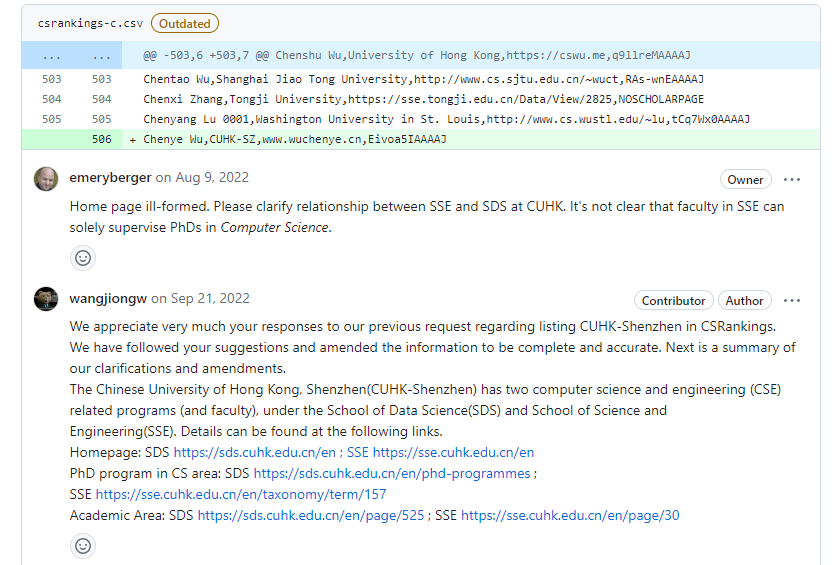 csrankings-c.csv Outdated
... ... @@ -503,6 +503,7 @@ Chenshu Wu,University of Hong Kong,https://cswu.me,q9llreMAAAAJ
503 503 Chentao Wu,Shanghai Jiao Tong University,http://www.cs.sjtu.edu.cn/~wuct,RAs-wnEAAAAJ
504 504 Chenxi Zhang,Tongji University,https://sse.tongji.edu.cn/Data/View/2825,NOSCHOLARPAGE
505 505 Chenyang Lu 0001,Washington University in St. Louis,http://www.cs.wustl.edu/~lu,tCq7Wx0AAAAJ
506 + Chenye Wu,CUHK-SZ,www.wuchenye.cn,Eivoa5IAAAAJ
emeryberger on Aug 9, 2022 Owner ...
Home page ill-formed. Please clarify relationship between SSE and SDS at CUHK. It's not clear that faculty in SSE can
solely supervise PhDs in Computer Science.
wangjiongw on Sep 21, 2022 Contributor Author ...
We appreciate very much your responses to our previous request regarding listing CUHK-Shenzhen in CSRankings.
We have followed your suggestions and amended the information to be complete and accurate. Next is a summary of
our clarifications and amendments.
The Chinese University of Hong Kong, Shenzhen(CUHK-Shenzhen) has two computer science and engineering (CSE)
related programs (and faculty), under the School of Data Science(SDS) and School of Science and
Engineering(SSE). Details can be found at the following links.
Homepage: SDS https://sds.cuhk.edu.cn/en ; SSE https://sse.cuhk.edu.cn/en
PhD program in CS area: SDS https://sds.cuhk.edu.cn/en/phd-programmes ;
SSE https://sse.cuhk.edu.cn/en/taxonomy/term/157
Academic Area: SDS https://sds.cuhk.edu.cn/en/page/525 ; SSE https://sse.cuhk.edu.cn/en/page/30